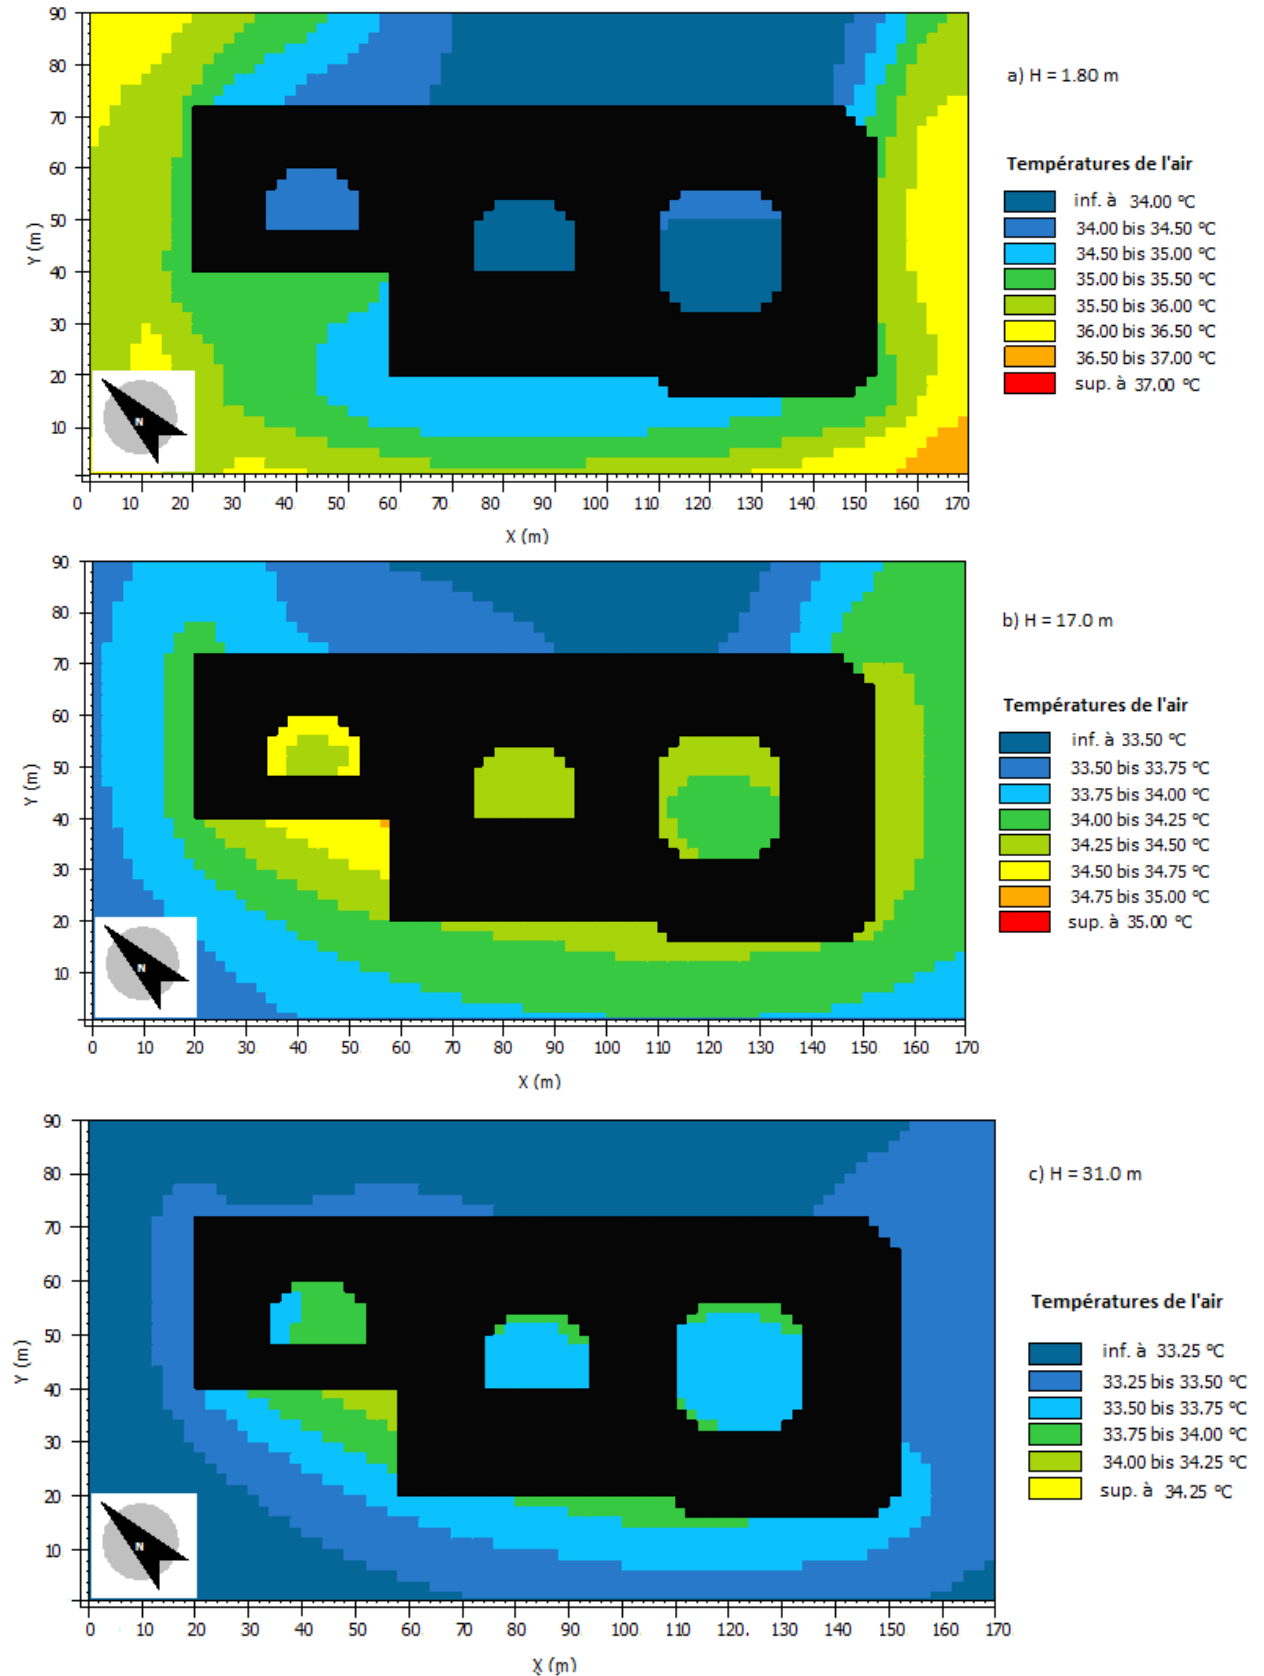 90
80
70
60
50
40
30
20
10
Y (m)
N
0 10 20 30 40 50 60 70 80 90 100 110 120 130 140 150 160 170
X (m)
a) H = 1.80 m
Températures de l'air
inf. à 34.00 °C
34.00 bis 34.50 °C
34.50 bis 35.00 °C
35.00 bis 35.50 °C
35.50 bis 36.00 °C
36.00 bis 36.50 °C
36.50 bis 37.00 °C
sup. à 37.00 °C
90
80
70
60
50
40
30
20
10
Y (m)
N
0 10 20 30 40 50 60 70 80 90 100 110 120 130 140 150 160 170
X (m)
b) H = 17.0 m
Températures de l'air
inf. à 33.50 °C
33.50 bis 33.75 °C
33.75 bis 34.00 °C
34.00 bis 34.25 °C
34.25 bis 34.50 °C
34.50 bis 34.75 °C
34.75 bis 35.00 °C
sup. à 35.00 °C
90
80
70
60
50
40
30
20
10
Y (m)
N
0 10 20 30 40 50 60 70 80 90 100 110 120. 130 140 150 160 170
X (m)
c) H = 31.0 m
Températures de l'air
inf. à 33.25 °C
33.25 bis 33.50 °C
33.50 bis 33.75 °C
33.75 bis 34.00 °C
34.00 bis 34.25 °C
sup. à 34.25 °C